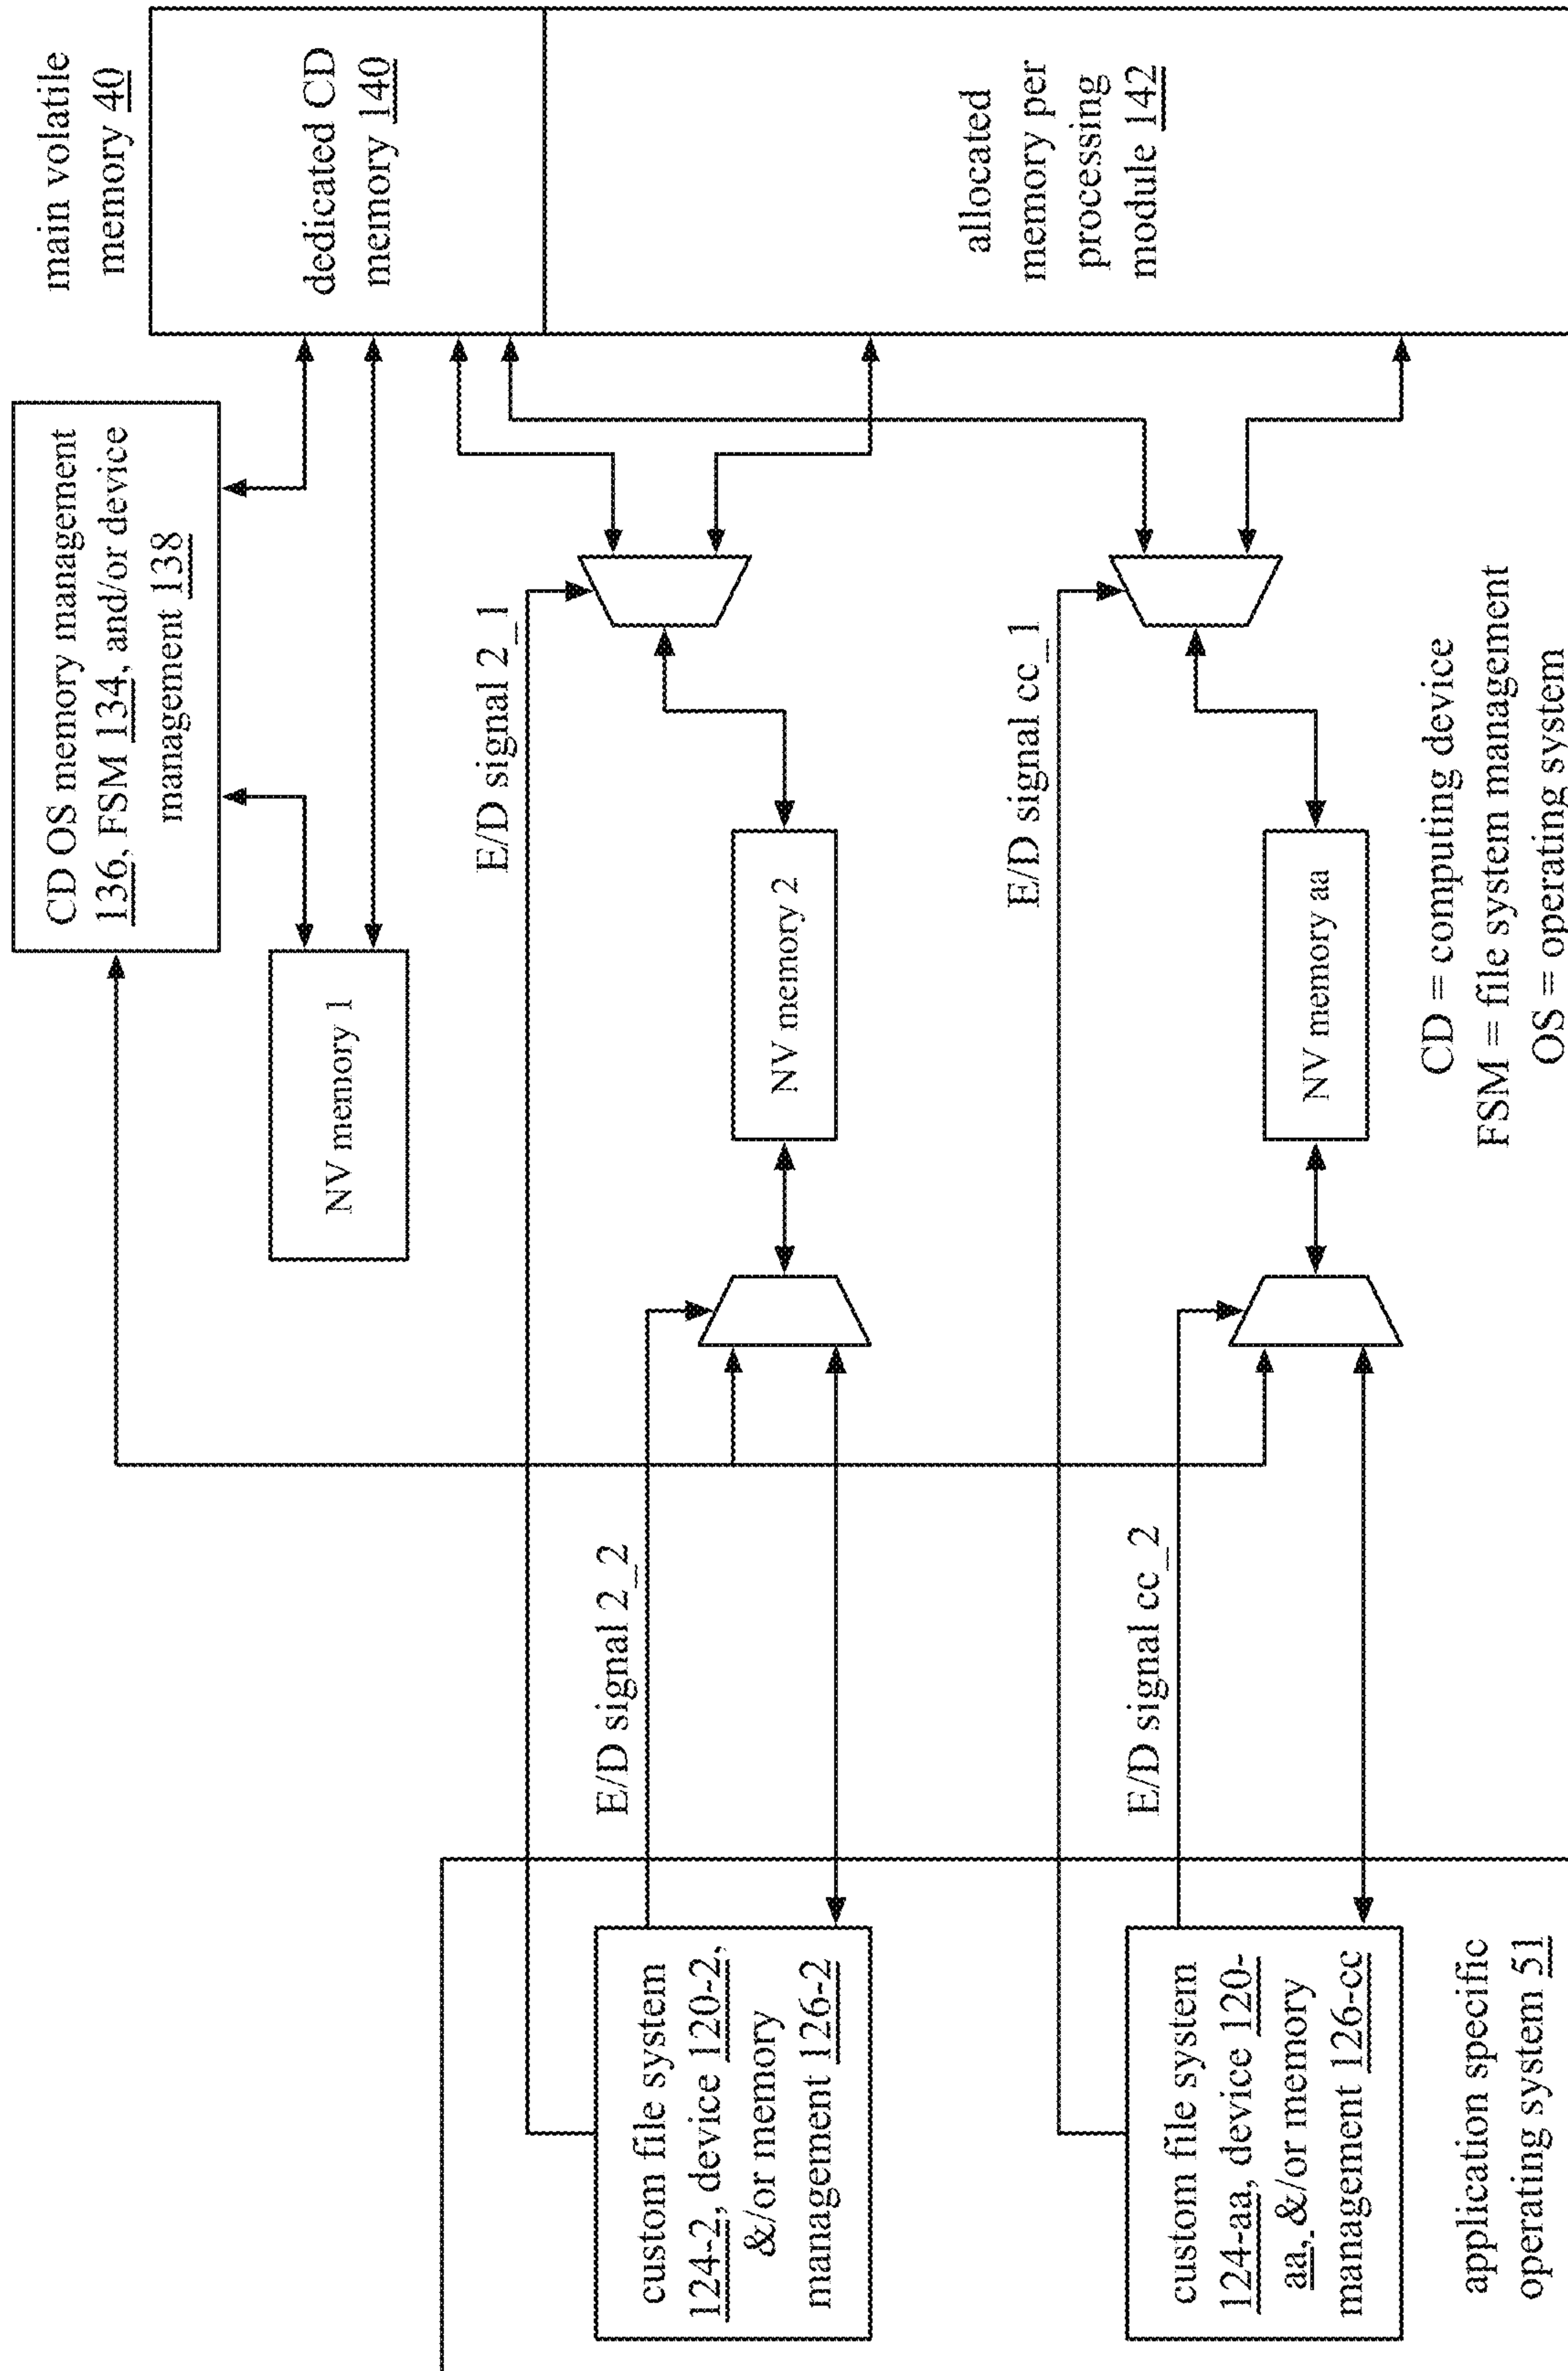 main volatile
memory 40
CD OS memory management
136, FSM 134, and/or device
management 138
dedicated CD
memory 140
NV memory 1
E/D signal 2_1
E/D signal 2_2
custom file system
124-2, device 120-2,
&/or memory
management 126-2
NV memory 2
allocated
memory per
processing
module 142
E/D signal cc_1
E/D signal cc_2
custom file system
124-aa, device 120-
aa, &/or memory
management 126-cc
NV memory aa
application specific
operating system 51
CD = computing device
FSM = file system management
OS = operating system